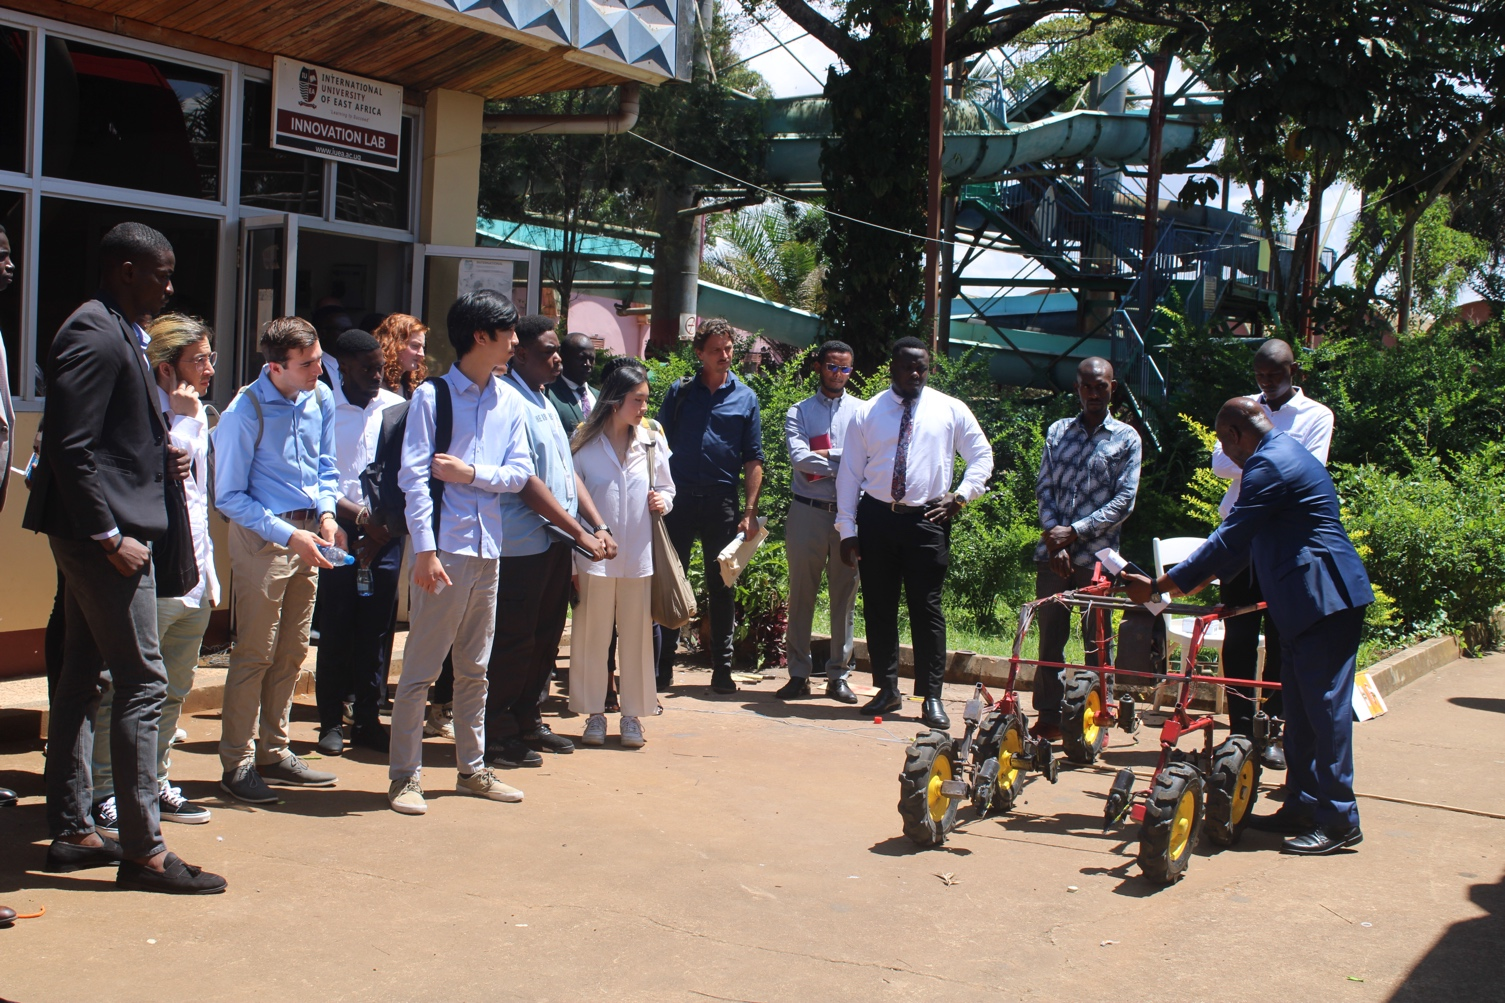 INTERNATIONAL
UNIVERSITY
OF EAST AFRICA
INNOVATION LAB
www.iuea.ac.ug